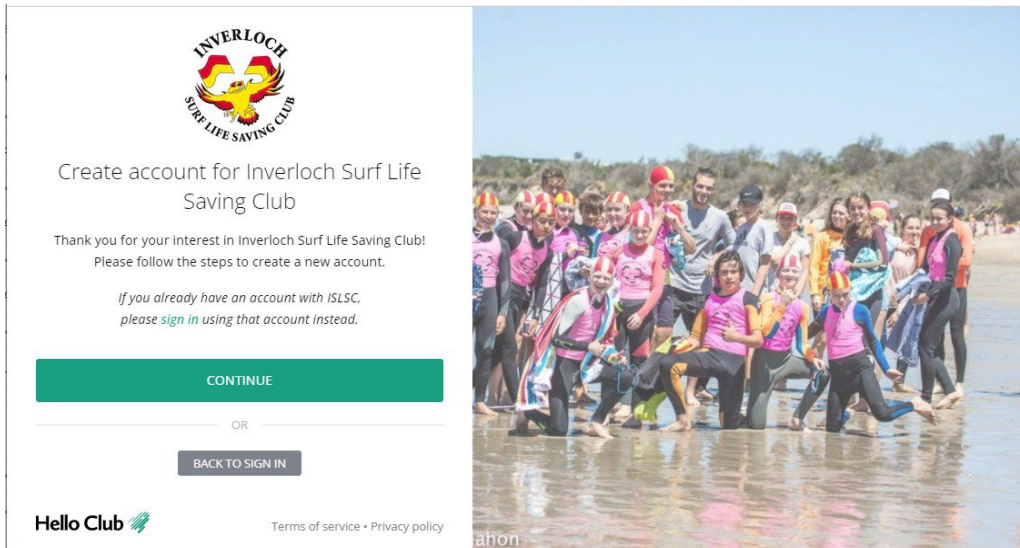 INVERLOCH
SURF LIFE SAVING CLUB
Create account for Inverloch Surf Life
Saving Club
Thank you for your interest in Inverloch Surf Life Saving Club!
Please follow the steps to create a new account.
If you already have an account with ISLSC,
please sign in using that account instead.
CONTINUE
OR
BACK TO SIGN IN
Hello Club
Terms of service • Privacy policy
ahon